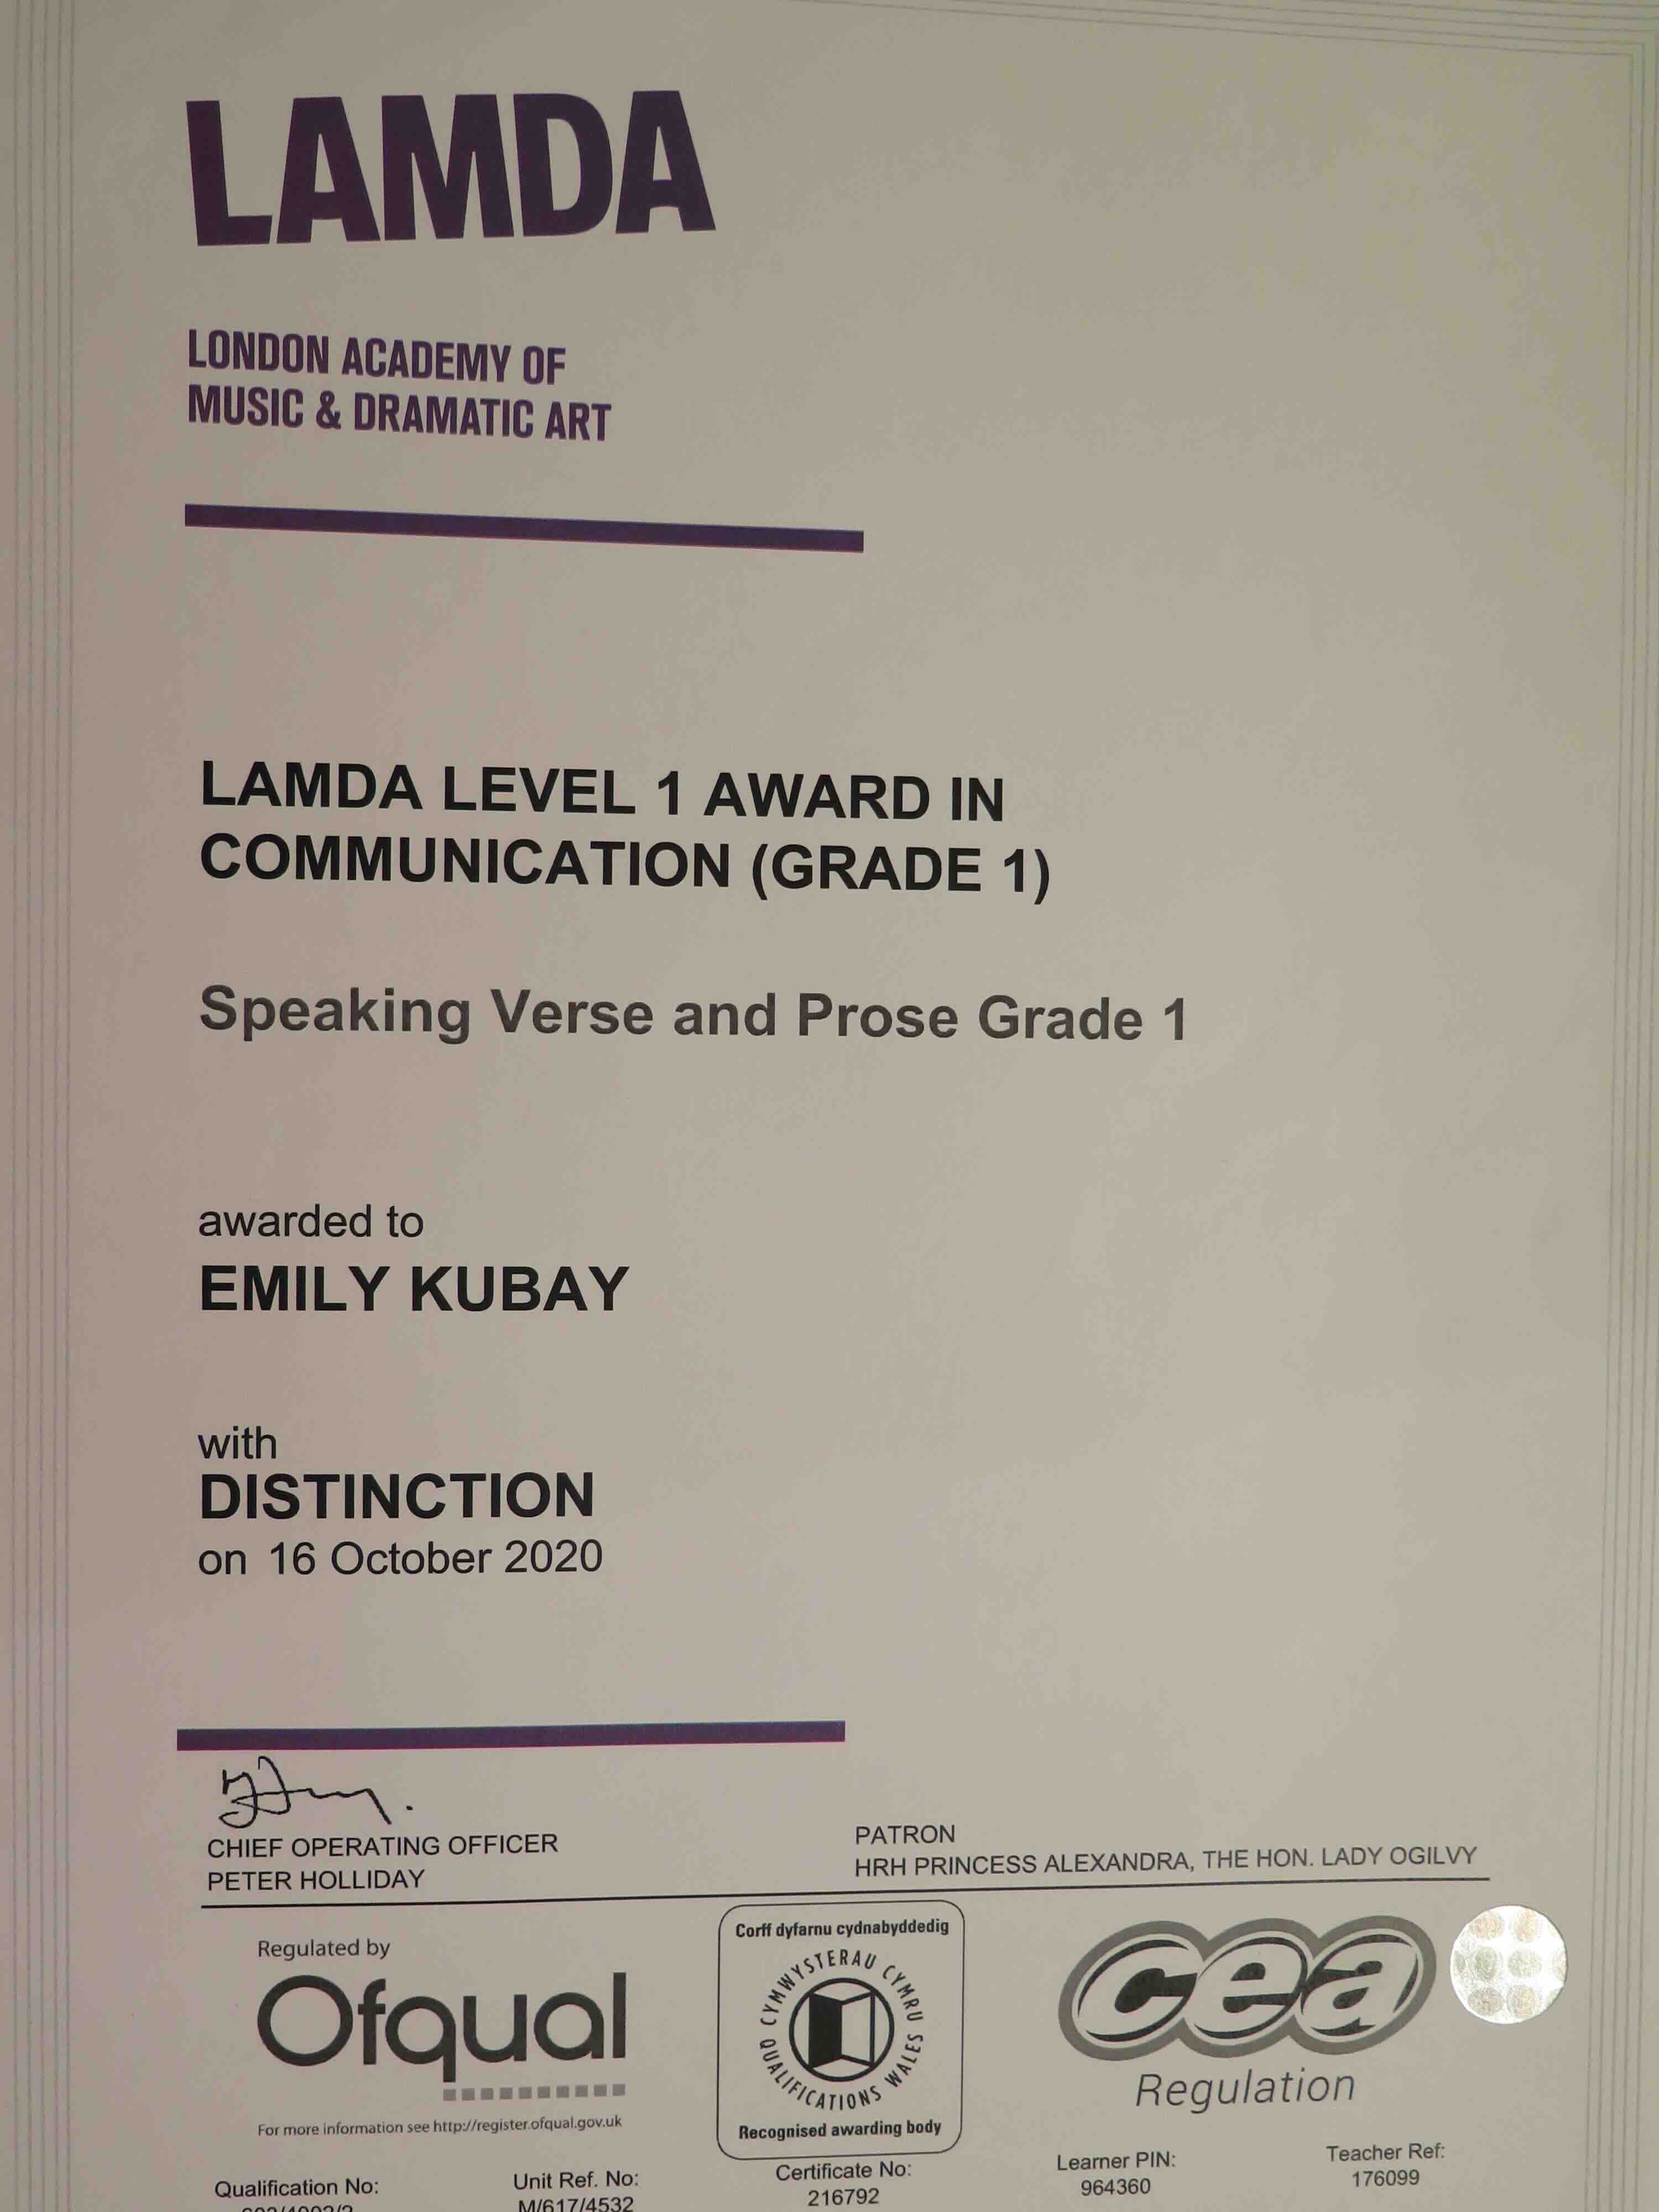 LAMDA
LONDON ACADEMY OF
MUSIC & DRAMATIC ART
LAMDA LEVEL 1 AWARD IN
COMMUNICATION (GRADE 1)
Speaking Verse and Prose Grade 1
awarded to
EMILY KUBAY
with
DISTINCTION
on 16 October 2020
CHIEF OPERATING OFFICER
PETER HOLLIDAY
PATRON
HRH PRINCESS ALEXANDRA, THE HON. LADY OGILVY
Regulated by
Ofqual
For more information see http://register.ofqual.gov.uk
Corff dyfarnu cydnabyddedig
CYMWYSTERAU CYMRU
QUALIFICATIONS WALES
Recognised awarding body
cea
Regulation
Qualification No:
Unit Ref. No:
M/617/4532
Certificate No:
216792
Learner PIN:
964360
Teacher Ref:
176099